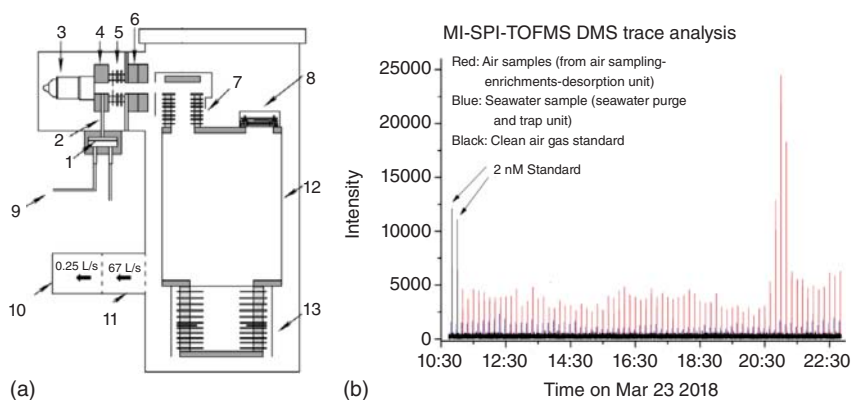 3 4 5 6
7
8
2
1
9
12
0.25 L/s 67 L/s
10
11
13
(a)
MI-SPI-TOFMS DMS trace analysis
Red: Air samples (from air sampling-
enrichments-desorption unit)
Blue: Seawater sample (seawater purge
and trap unit)
Black: Clean air gas standard
2 nM Standard
25000
20000
15000
10000
5000
0
Intensity
10:30 12:30 14:30 16:30 18:30 20:30 22:30
Time on Mar 23 2018
(b)